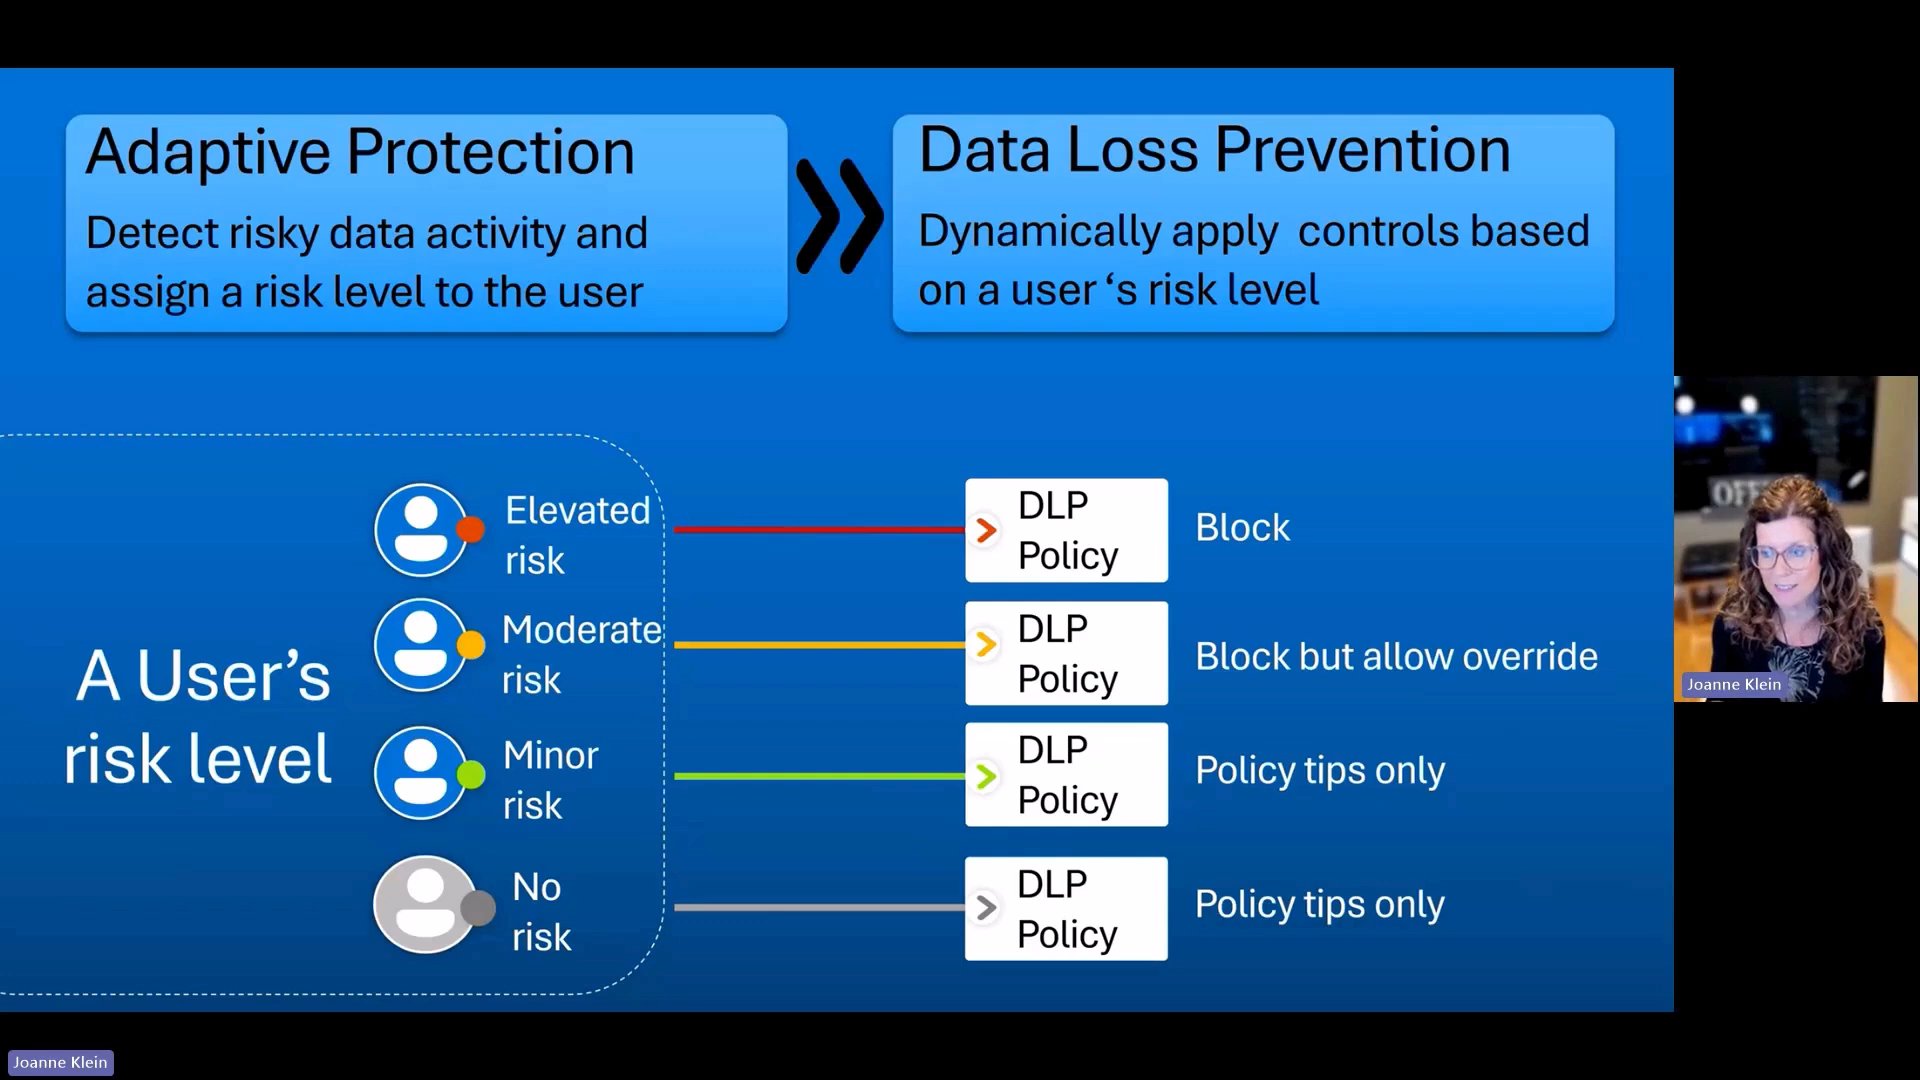 Adaptive Protection
Detect risky data activity and
assign a risk level to the user
Data Loss Prevention
Dynamically apply  controls based
on a user ‘s risk level
A User’s
risk level
Elevated
risk
DLP
Policy
Block
Moderate
risk
DLP
Policy
Block but allow override
Minor
risk
DLP
Policy
Policy tips only
No
risk
DLP
Policy
Policy tips only
Joanne Klein
Joanne Klein